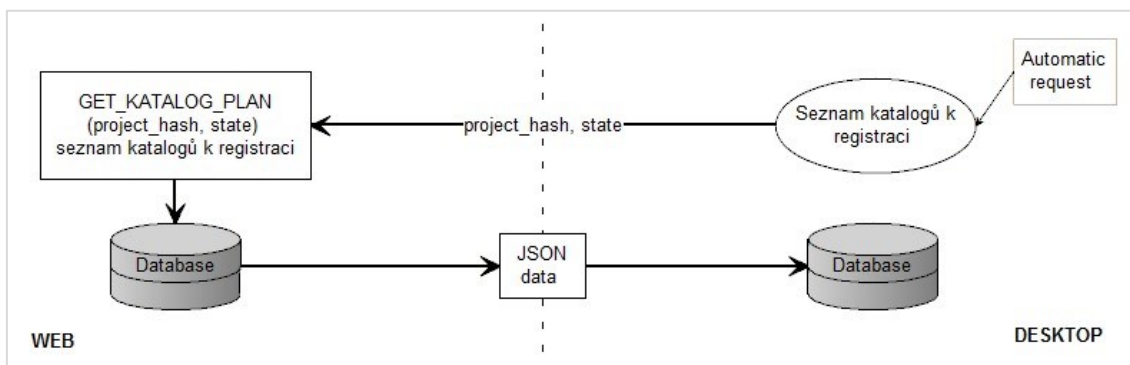 GET_KATALOG_PLAN
(project_hash, state)
seznam katalogů k registraci
project_hash, state
Seznam katalogů k
registraci
Automatic
request
Database
JSON
data
Database
WEB
DESKTOP